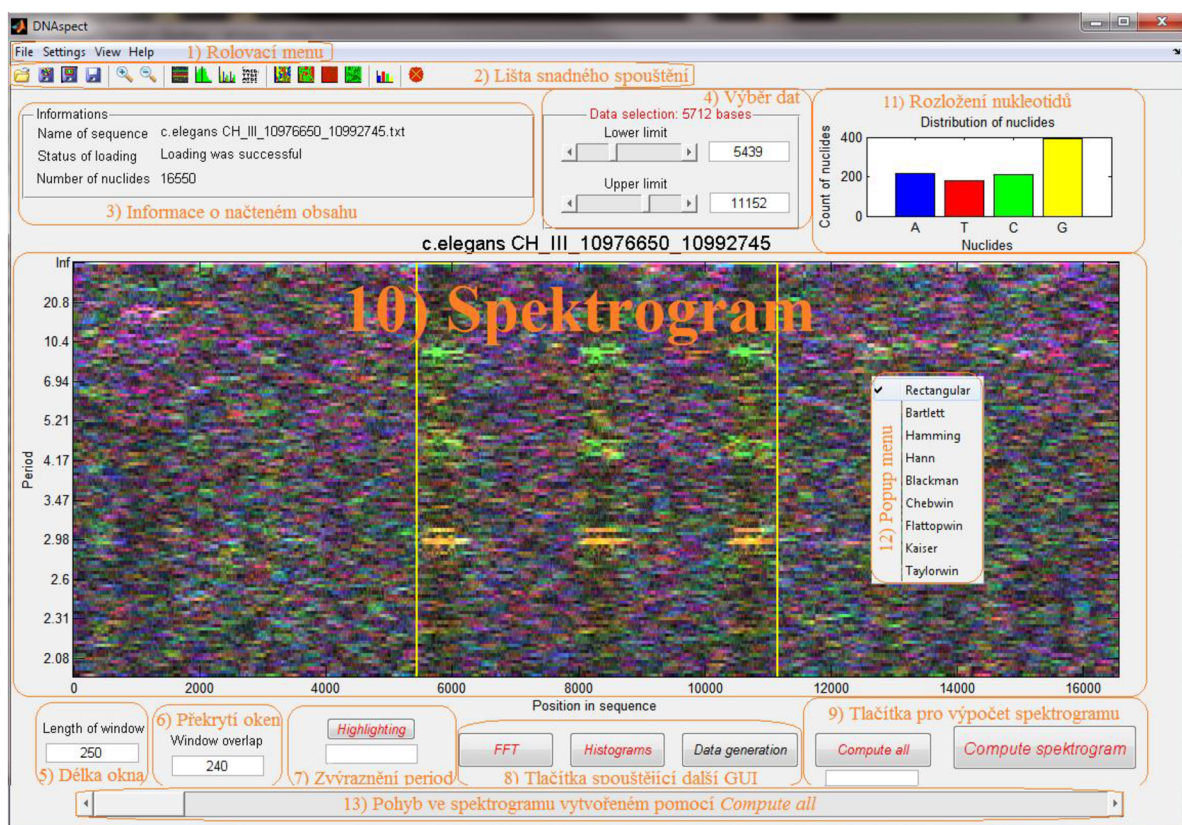 DNAspect
File Settings View Help
1) Rolovací menu
2) Lišta snadného spouštění
Informations
Name of sequence c.elegans CH_III_10976650_10992745.txt
Status of loading Loading was successful
Number of nuclides 16550
3) Informace o načteném obsahu
4) Výběr dat
Data selection: 5712 bases
Lower limit
5439
Upper limit
11152
11) Rozložení nukleotidů
Distribution of nuclides
Count of nuclides
400
200
0
A T C G
Nuclides
c.elegans CH_III_10976650_10992745
10) Spektrogram
Period
Inf
20.8
10.4
6.94
5.21
4.17
3.47
2.98
2.6
2.31
2.08
0 2000 4000 6000 8000 10000 12000 14000 16000
Position in sequence
12) Popup menu
Rectangular
Bartlett
Hamming
Hann
Blackman
Chebwin
Flattopwin
Kaiser
Taylorwin
Length of window
250
5) Délka okna
6) Překrytí oken
Window overlap
240
Highlighting
7) Zvýraznění period
FFT
Histograms
Data generation
8) Tlačítka spouštějící další GUI
9) Tlačítka pro výpočet spektrogramu
Compute all
Compute spektrogram
13) Pohyb ve spektrogramu vytvořeném pomocí Compute all